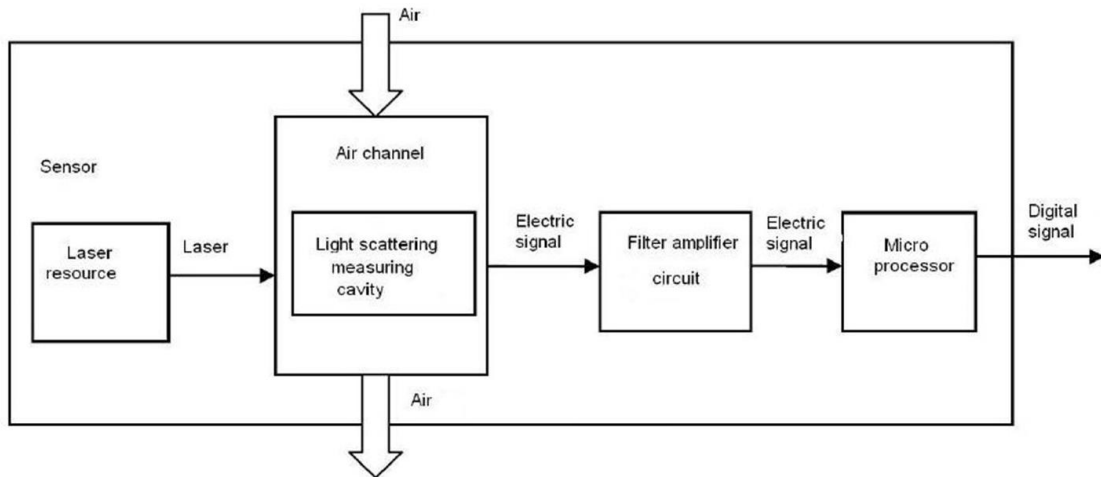 Air
Sensor
Air channel
Laser
resource
Laser
Light scattering
measuring
cavity
Electric
signal
Filter amplifier
circuit
Electric
signal
Micro
processor
Digital
signal
Air